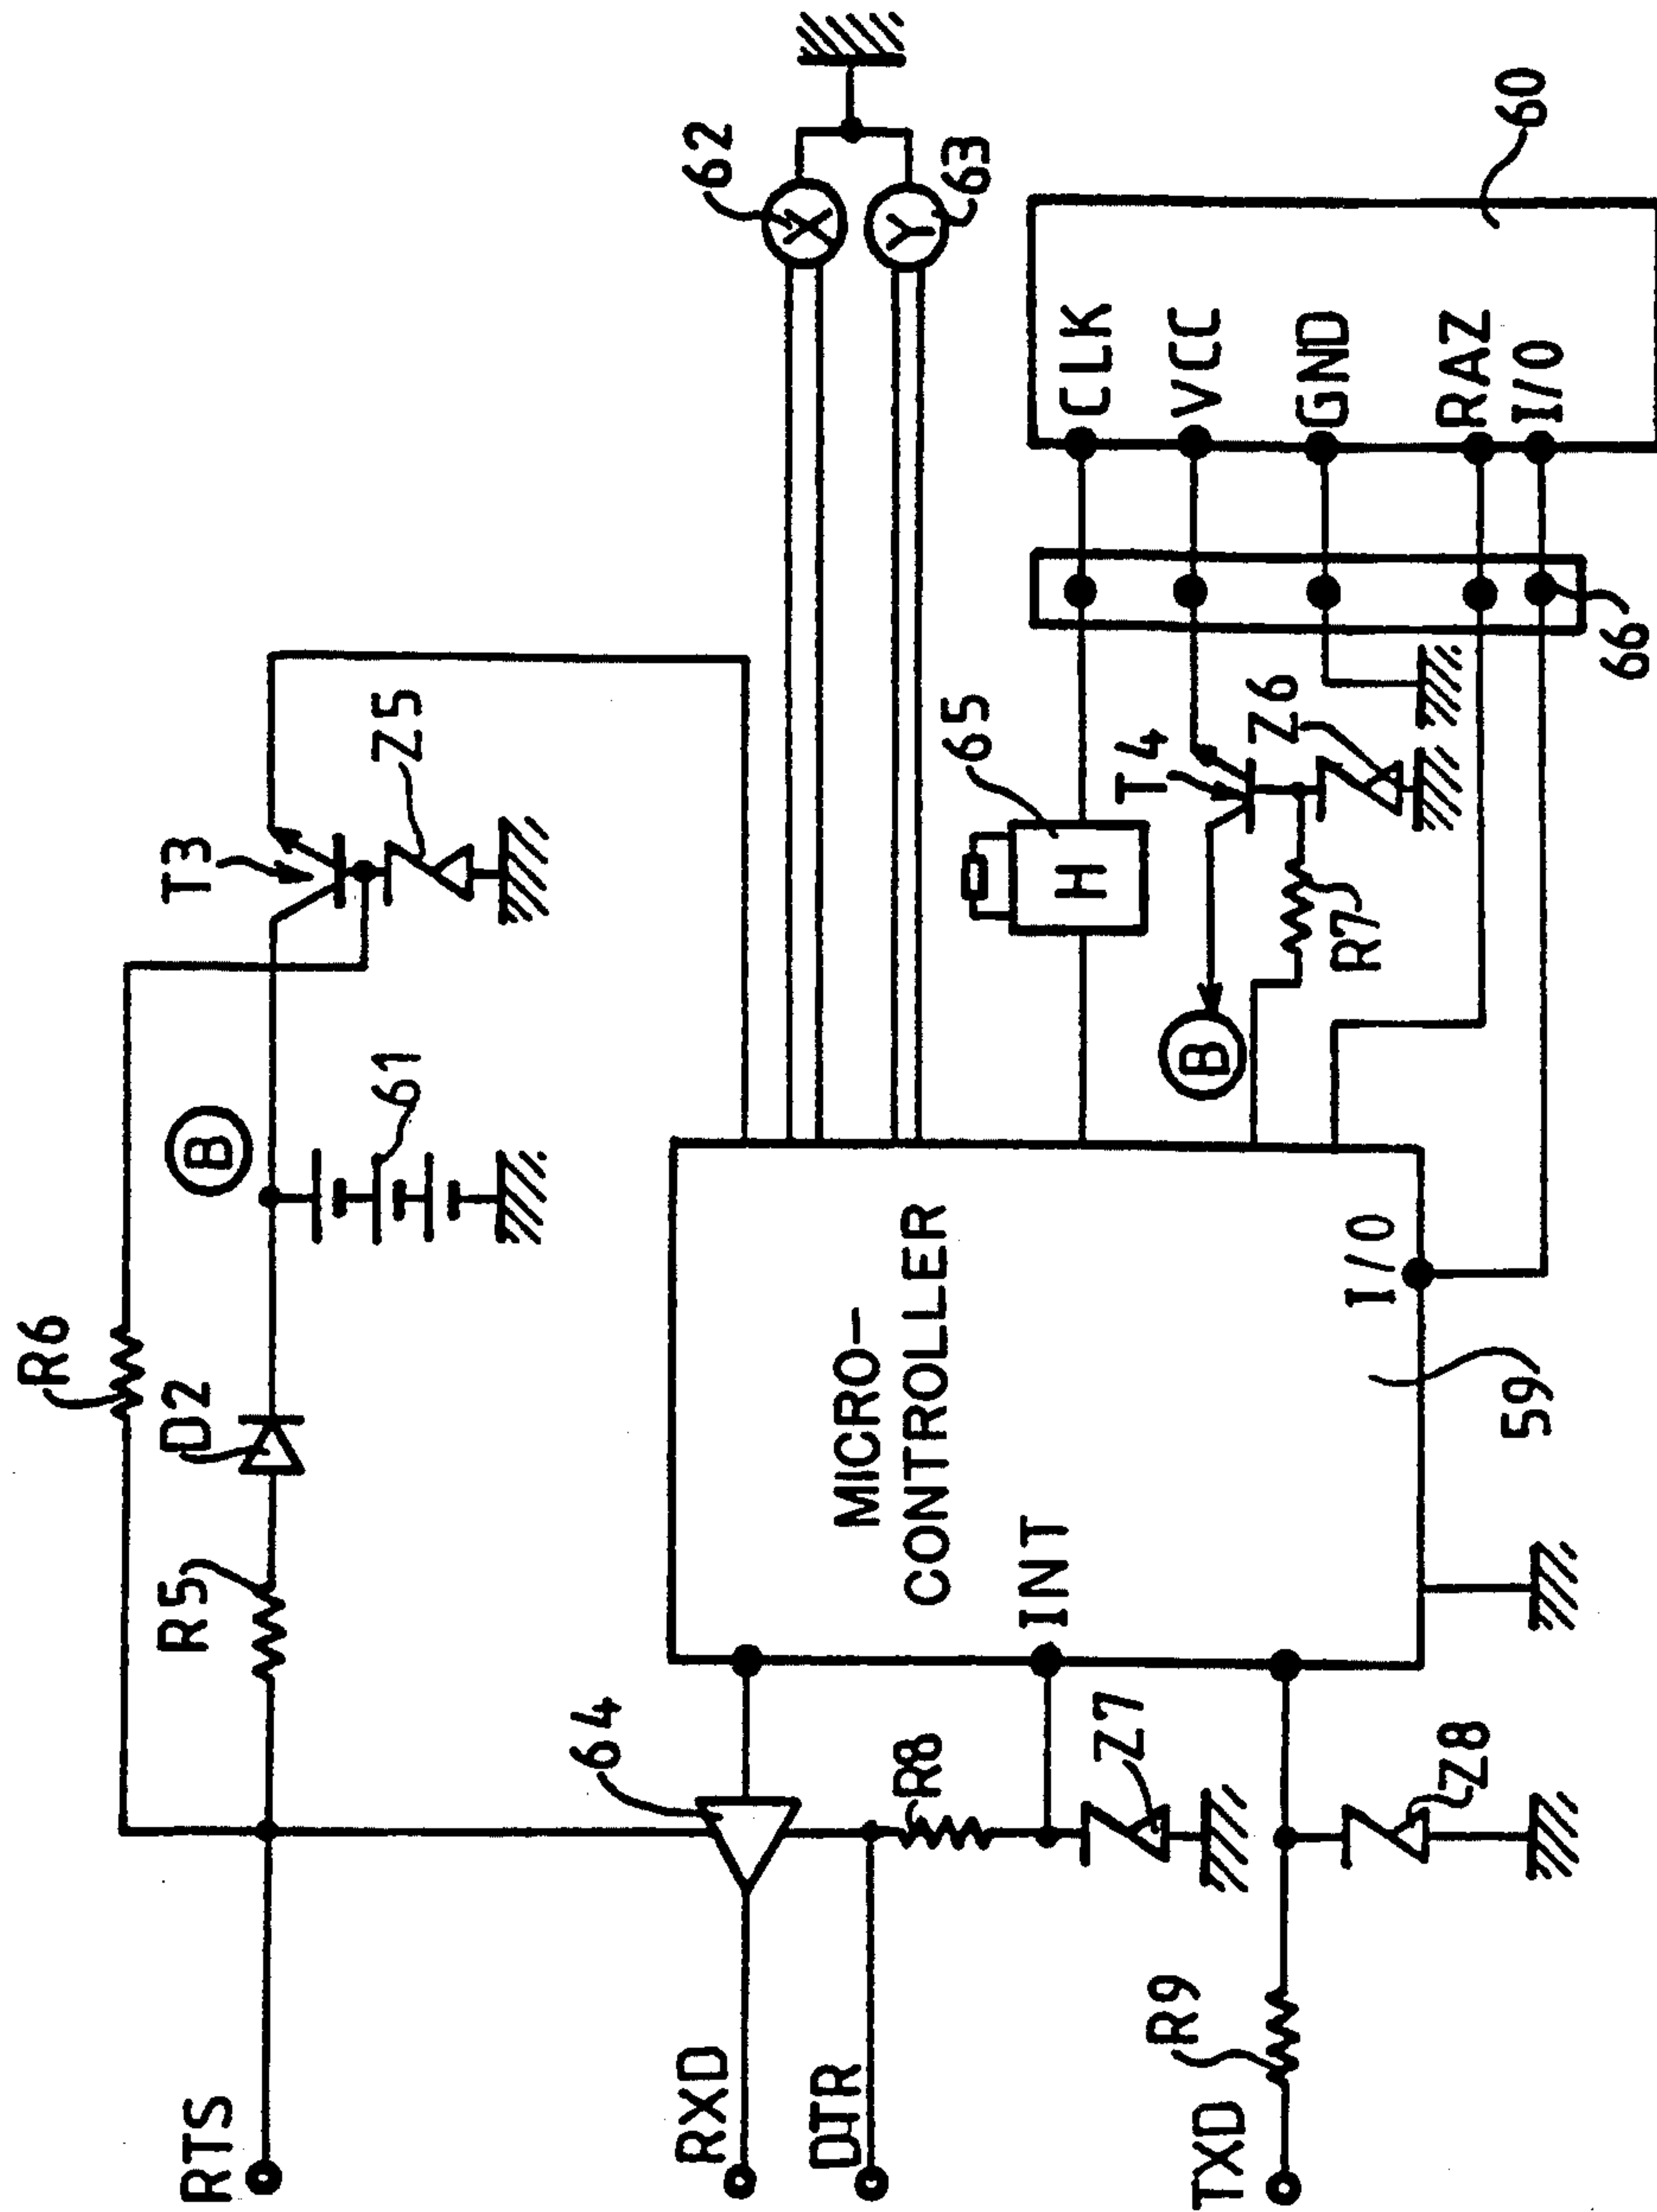 RTS
R5
D2
R6
B
61
T3
Z5
64
RXD
DTR
R8
Z7
INT
MICRO-
CONTROLLER
TXD
R9
Z8
59
I/O
X
62
Y
63
65
H
B
T4
Z6
R7
66
CLK
VCC
GND
RAZ
I/O
60